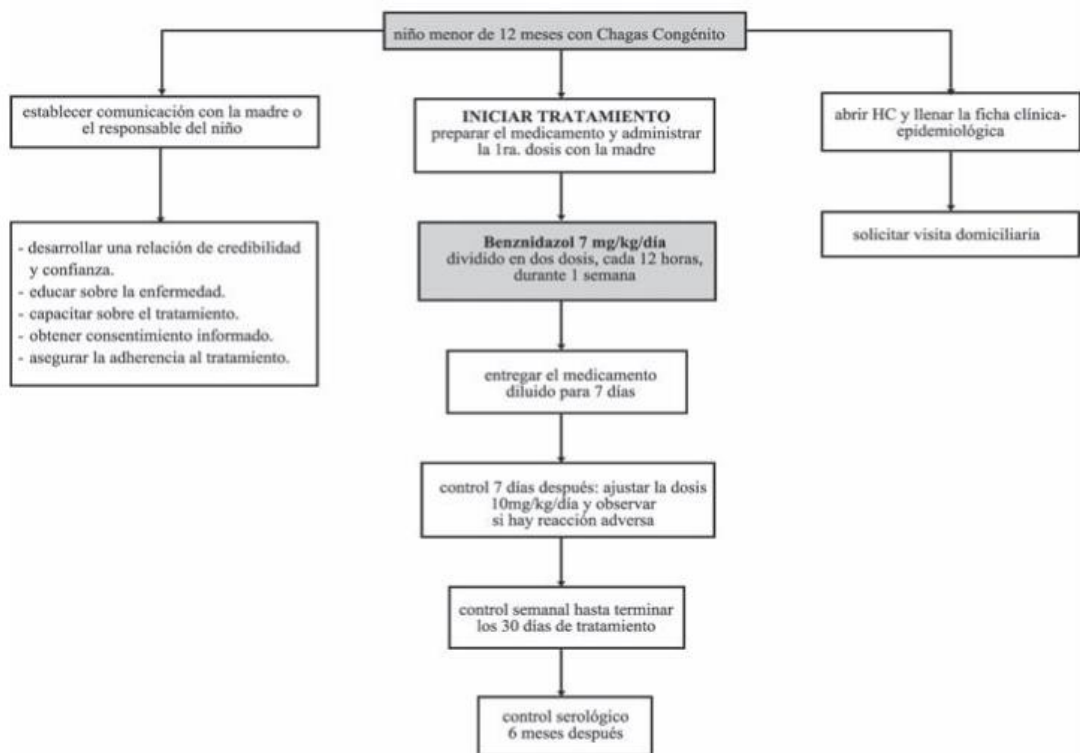 niño menor de 12 meses con Chagas Congénito
establecer comunicación con la madre o
el responsable del niño
- desarrollar una relación de credibilidad
y confianza.
- educar sobre la enfermedad.
- capacitar sobre el tratamiento.
- obtener consentimiento informado.
- asegurar la adherencia al tratamiento.
INICIAR TRATAMIENTO
preparar el medicamento y administrar
la 1ra. dosis con la madre
Benznidazol 7 mg/kg/día
dividido en dos dosis, cada 12 horas,
durante 1 semana
entregar el medicamento
diluido para 7 días
control 7 días después: ajustar la dosis
10mg/kg/día y observar
si hay reacción adversa
control semanal hasta terminar
los 30 días de tratamiento
control serológico
6 meses después
abrir HC y llenar la ficha clínica-
epidemiológica
solicitar visita domiciliaria